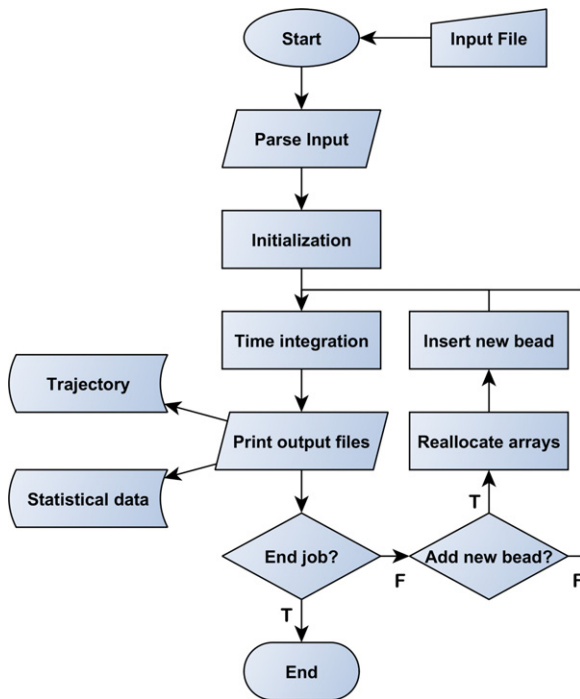 Start
Input File
Parse Input
Initialization
Time integration
Insert new bead
Trajectory
Print output files
Reallocate arrays
Statistical data
T
End job?
Add new bead?
F
F
T
End